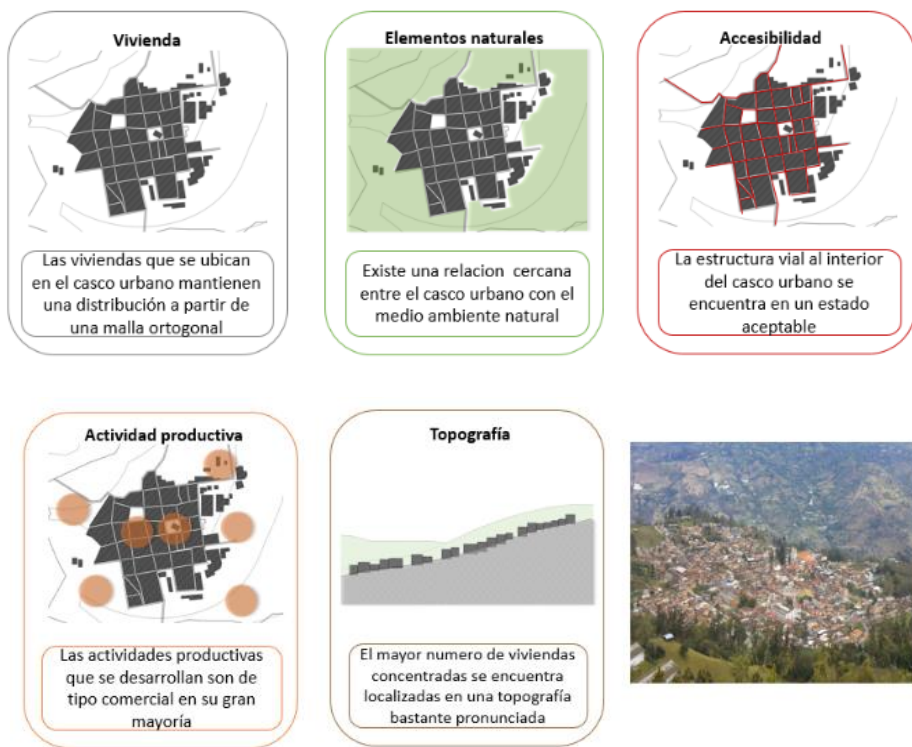 Vivienda
Las viviendas que se ubican
en el casco urbano mantienen
una distribución a partir de
una malla ortogonal
Elementos naturales
Existe una relacion cercana
entre el casco urbano con el
medio ambiente natural
Accesibilidad
La estructura vial al interior
del casco urbano se
encuentra en un estado
aceptable
Actividad productiva
Las actividades productivas
que se desarrollan son de
tipo comercial en su gran
mayoría
Topografía
El mayor numero de viviendas
concentradas se encuentra
localizadas en una topografía
bastante pronunciada